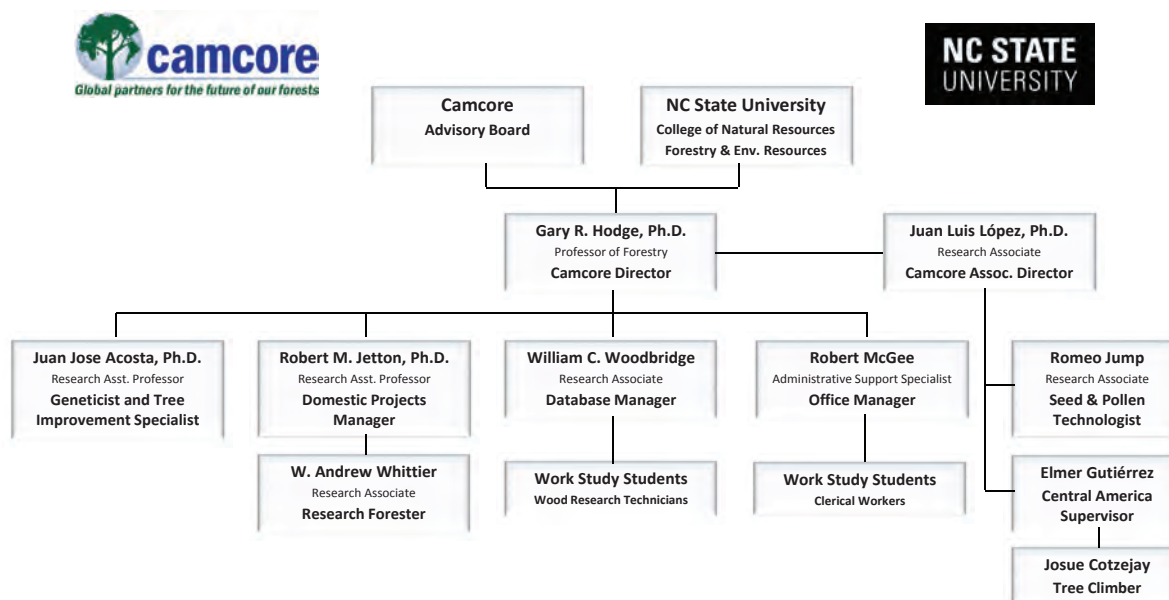 camcore
Global partners for the future of our forests
NC STATE
UNIVERSITY
Camcore
Advisory Board
NC State University
College of Natural Resources
Forestry & Env. Resources
Gary R. Hodge, Ph.D.
Professor of Forestry
Camcore Director
Juan Luis López, Ph.D.
Research Associate
Camcore Assoc. Director
Juan Jose Acosta, Ph.D.
Research Asst. Professor
Geneticist and Tree
Improvement Specialist
Robert M. Jetton, Ph.D.
Research Asst. Professor
Domestic Projects
Manager
William C. Woodbridge
Research Associate
Database Manager
Robert McGee
Administrative Support Specialist
Office Manager
Romeo Jump
Research Associate
Seed & Pollen
Technologist
W. Andrew Whittier
Research Associate
Research Forester
Work Study Students
Wood Research Technicians
Work Study Students
Clerical Workers
Elmer Gutiérrez
Central America
Supervisor
Josue Cotzejay
Tree Climber